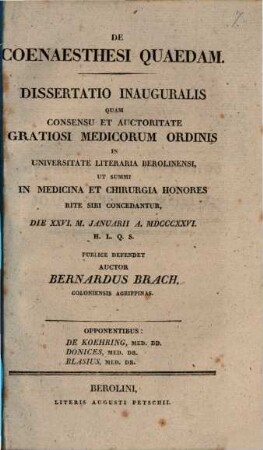 7.
DE
COENAESTHESI QUAEDAM.
DISSERTATIO INAUGURALIS
QUAM
CONSENSU ET AUCTORITATE
GRATIOSI MEDICORUM ORDINIS
IN
UNIVERSITATE LITERARIA BEROLINENSI,
UT SUMMI
IN MEDICINA ET CHIRURGIA HONORES
RITE SIBI CONCEDANTUR,
DIE XXVI. M. JANUARII A. MDCCCXXVI.
H. L. Q. S.
PUBLICE DEFENDET
AUCTOR
BERNARDUS BRACH,
COLONIENSIS AGRIPPINAS.
OPPONENTIBUS:
DE KOEHRING, MED. DD.
DONICES, MED. DR.
BLASIUS, MED. DR.
BEROLINI,
LITERIS AUGUSTI PETSCHII.